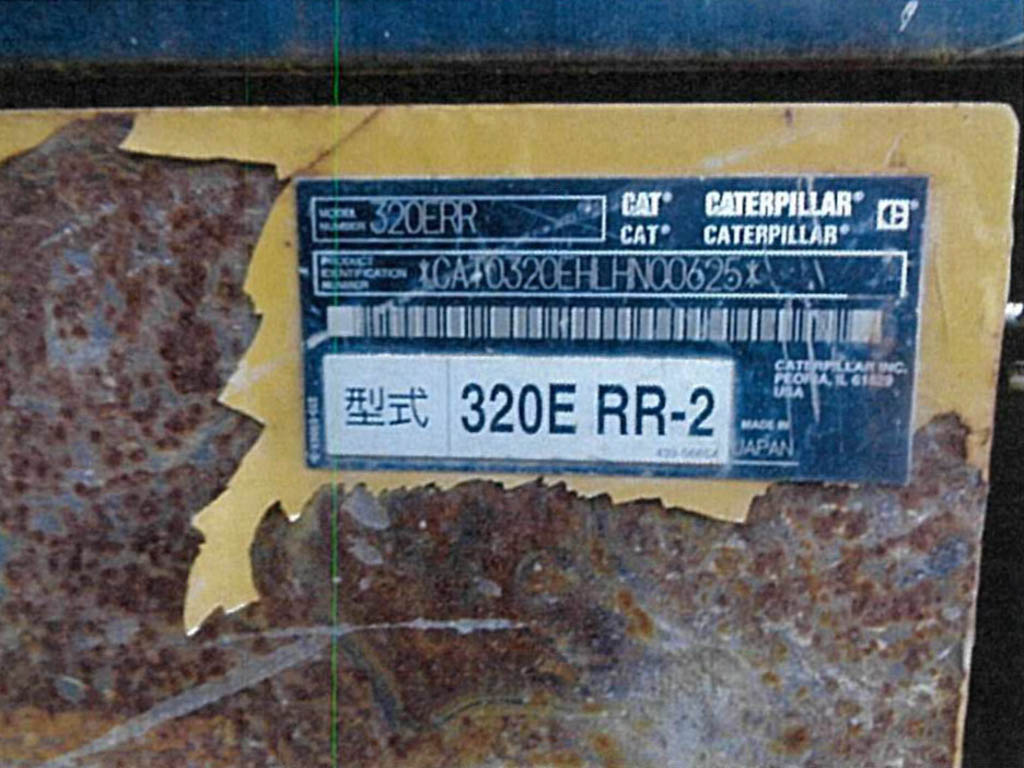 MODEL NUMBER 320ERR
CAT® CATERPILLAR®
CAT® CATERPILLAR®
PRODUCT IDENTIFICATION NUMBER *CAT0320EHLHN00625*
CATERPILLAR INC.
PEORIA, IL 61629
USA
型式 320E RR-2
MADE IN
JAPAN